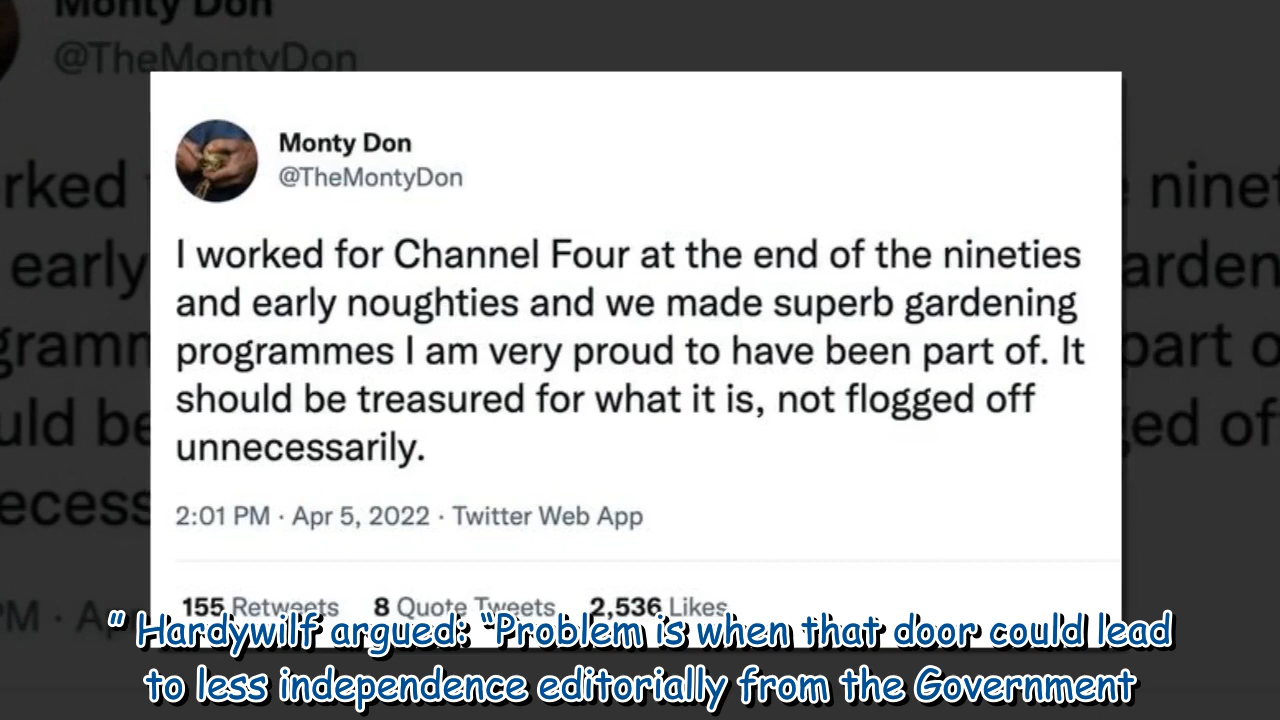 Monty Don
@TheMontyDon
Monty Don
@TheMontyDon
I worked for Channel Four at the end of the nineties
and early noughties and we made superb gardening
programmes I am very proud to have been part of. It
should be treasured for what it is, not flogged off
unnecessarily.
2:01 PM · Apr 5, 2022 · Twitter Web App
155 Retweets 8 Quote Tweets 2,536 Likes
” Hardywilf argued: “Problem is when that door could lead
to less independence editorially from the Government